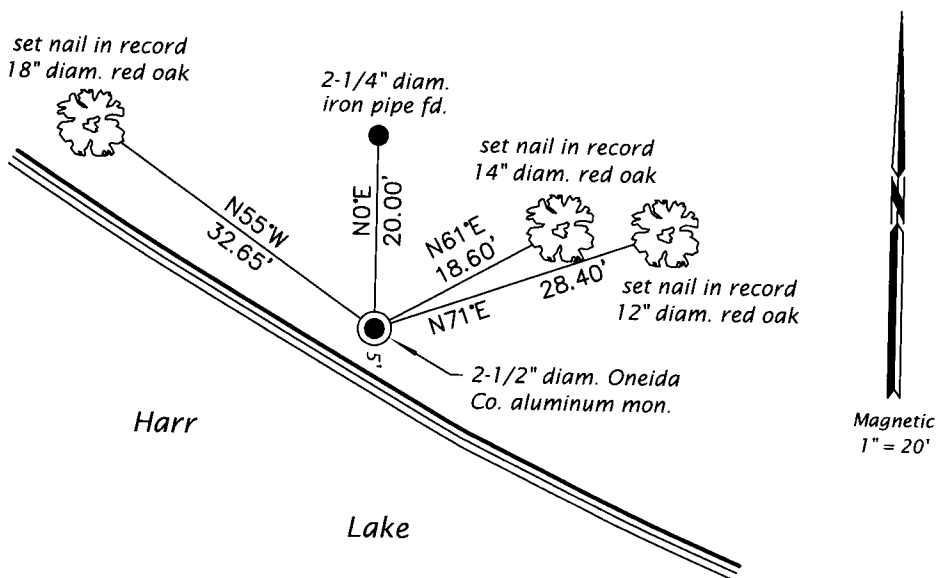 set nail in record
18" diam. red oak
2-1/4" diam.
iron pipe fd.
set nail in record
14" diam. red oak
N55°W
32.65'
N0°E
20.00'
N61°E
18.60'
N71°E
28.40'
set nail in record
12" diam. red oak
5'
2-1/2" diam. Oneida
Co. aluminum mon.
N
Magnetic
1" = 20'
Harr
Lake